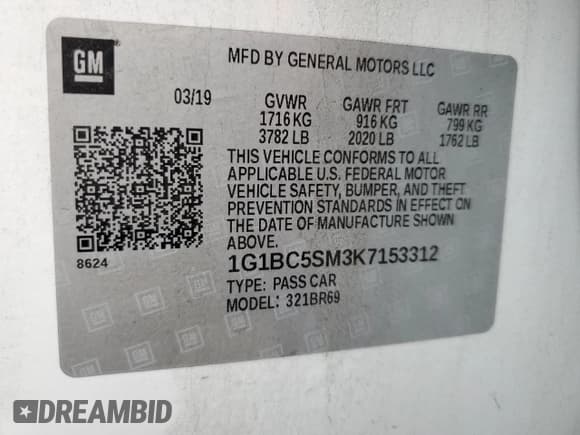 GM
MFD BY GENERAL MOTORS LLC
03/19 GVWR GAWR FRT GAWR RR
1716 KG 916 KG 799 KG
3782 LB 2020 LB 1762 LB
THIS VEHICLE CONFORMS TO ALL
APPLICABLE U.S. FEDERAL MOTOR
VEHICLE SAFETY, BUMPER, AND THEFT
PREVENTION STANDARDS IN EFFECT ON
THE DATE OF MANUFACTURE SHOWN
ABOVE.
8624
1G1BC5SM3K7153312
TYPE: PASS CAR
MODEL: 321BR69
DREAMBID